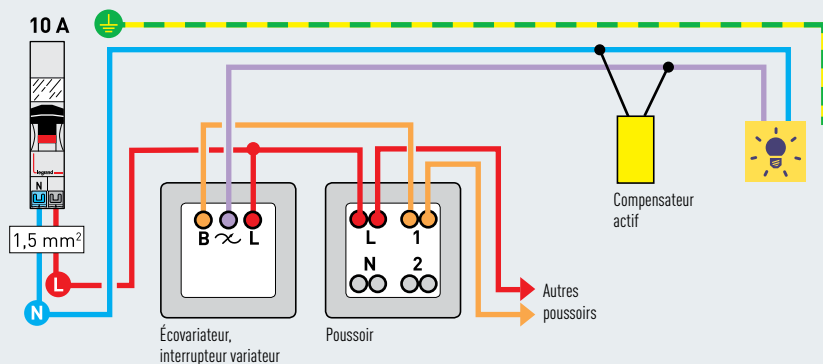 10 A
legrand
N
1,5 mm²
L
N
B L
Écovariateur,
interrupteur variateur
L 1
N 2
Poussoir
Autres
poussoirs
Compensateur
actif